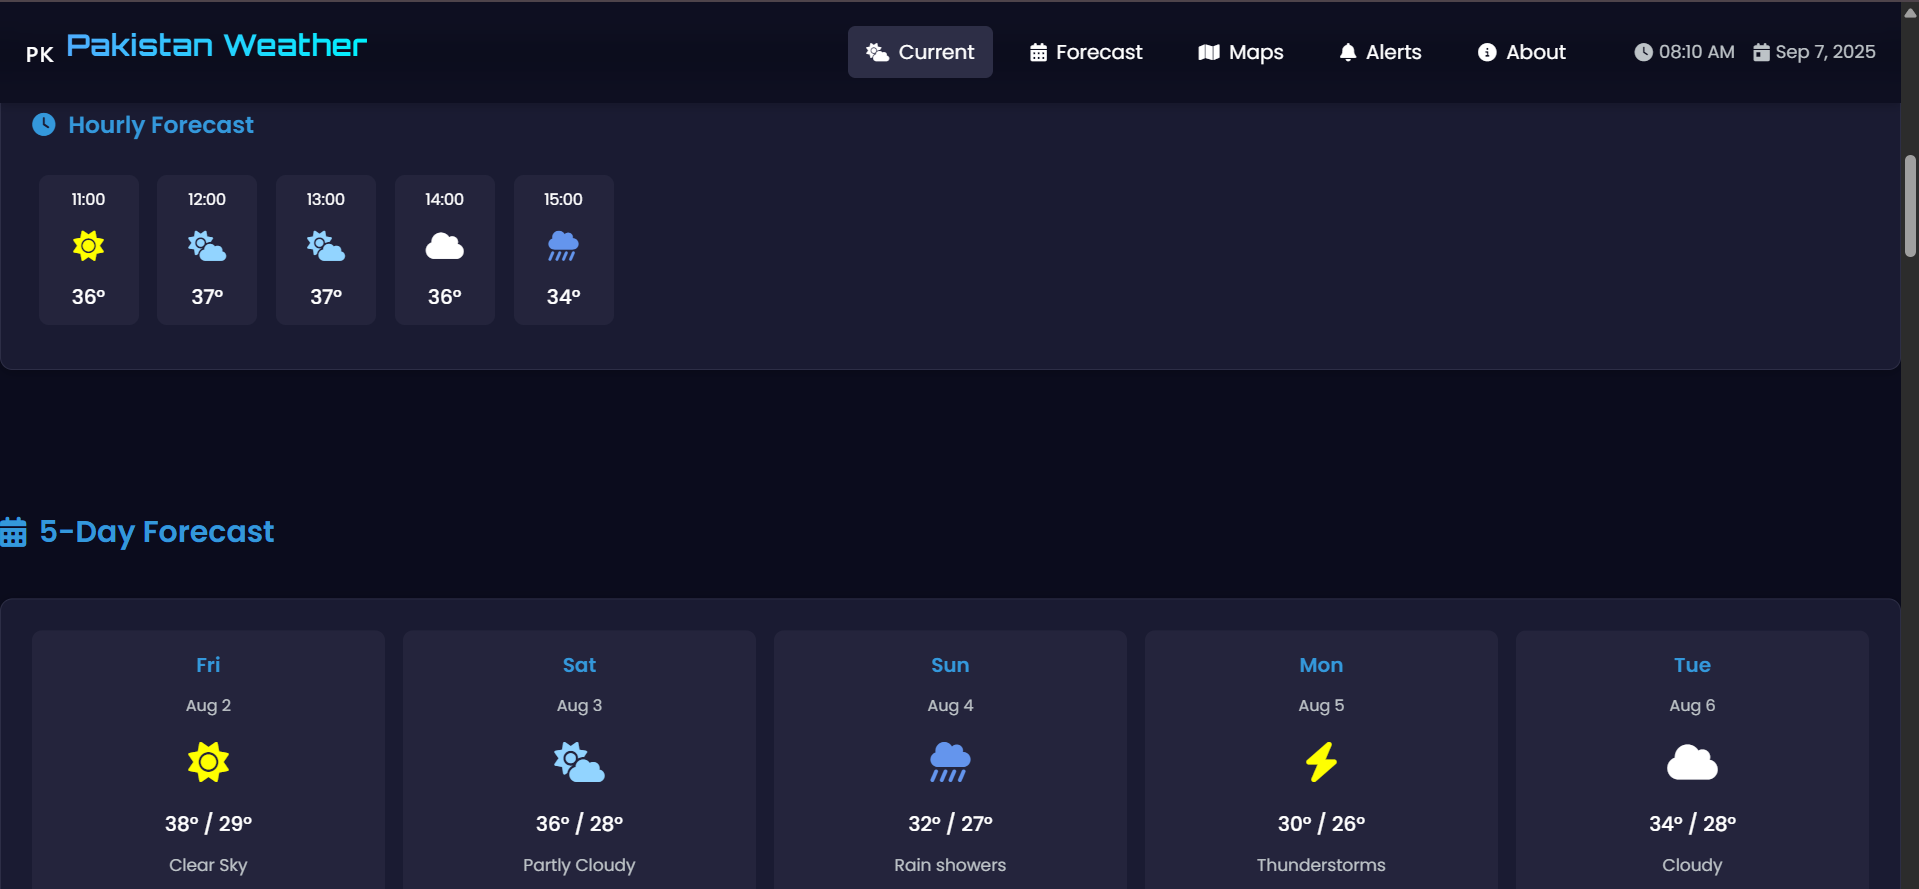 PK Pakistan Weather
Current Forecast Maps Alerts About 08:10 AM Sep 7, 2025
Hourly Forecast
11:00 12:00 13:00 14:00 15:00
36° 37° 37° 36° 34°
5-Day Forecast
Fri Sat Sun Mon Tue
Aug 2 Aug 3 Aug 4 Aug 5 Aug 6
38° / 29° 36° / 28° 32° / 27° 30° / 26° 34° / 28°
Clear Sky Partly Cloudy Rain showers Thunderstorms Cloudy